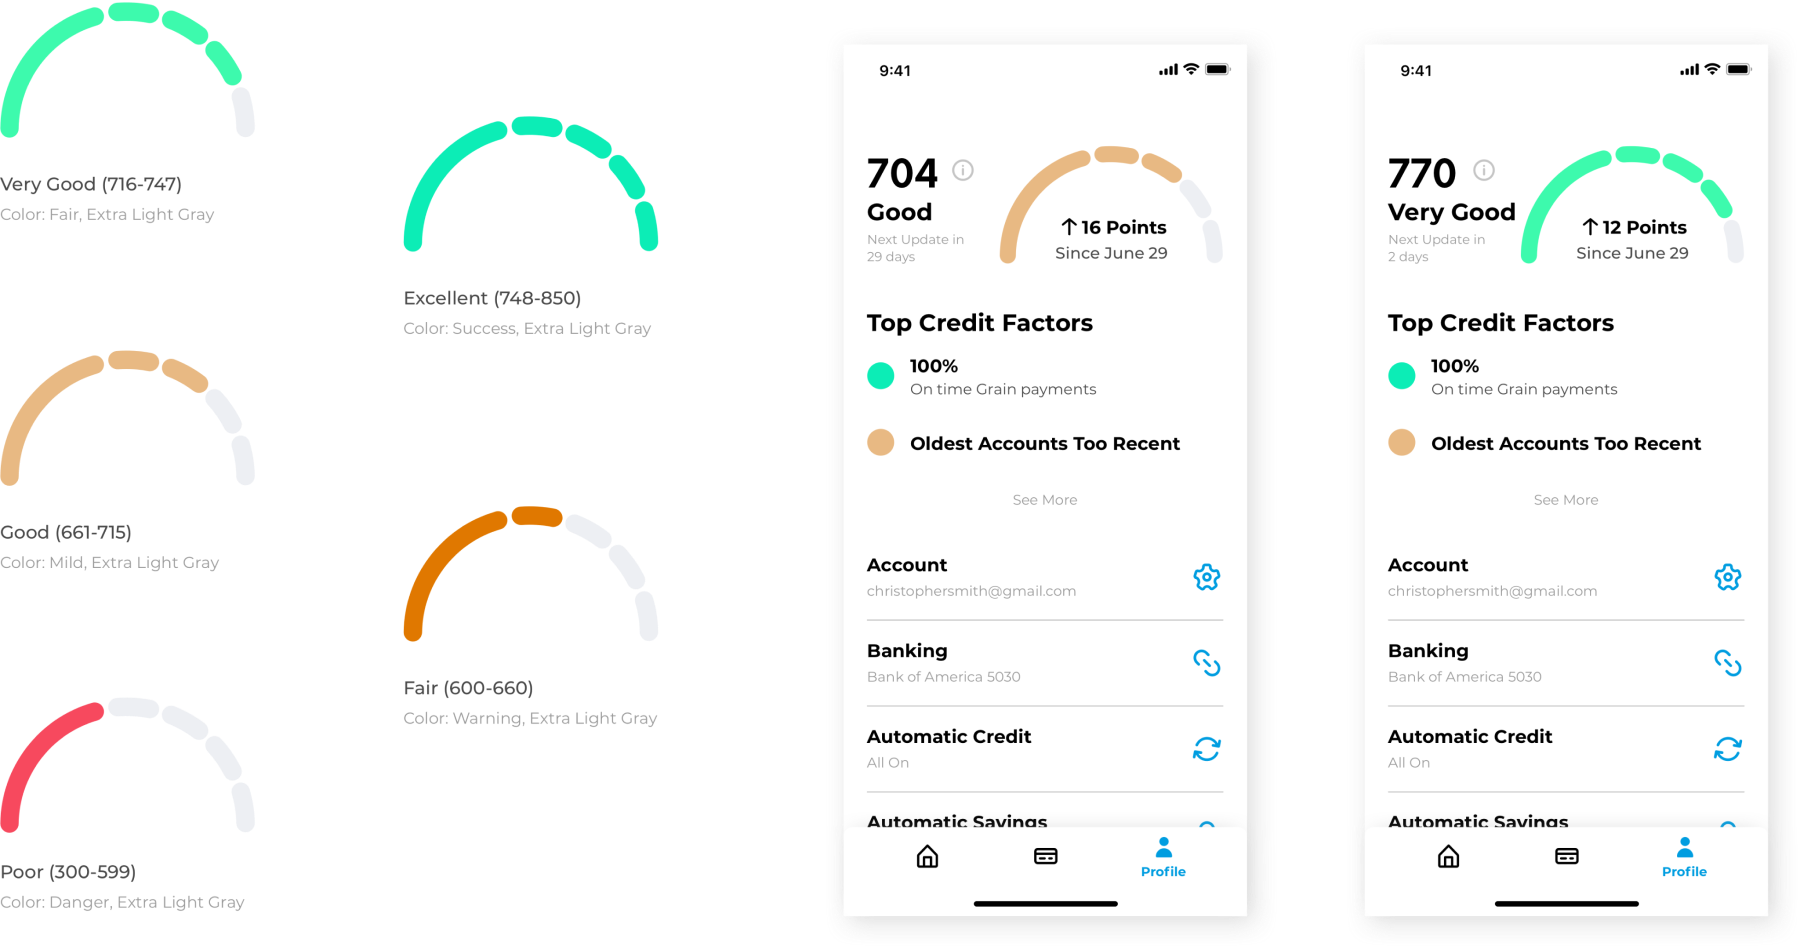 Very Good (716-747)
Color: Fair, Extra Light Gray
Good (661-715)
Color: Mild, Extra Light Gray
Poor (300-599)
Color: Danger, Extra Light Gray
Excellent (748-850)
Color: Success, Extra Light Gray
Fair (600-660)
Color: Warning, Extra Light Gray
9:41
704
Good
Next Update in
29 days
16 Points
Since June 29
Top Credit Factors
100%
On time Grain payments
Oldest Accounts Too Recent
See More
Account
christophersmith@gmail.com
Banking
Bank of America 5030
Automatic Credit
All On
Automatic Savings
Profile
9:41
770
Very Good
Next Update in
2 days
12 Points
Since June 29
Top Credit Factors
100%
On time Grain payments
Oldest Accounts Too Recent
See More
Account
christophersmith@gmail.com
Banking
Bank of America 5030
Automatic Credit
All On
Automatic Savings
Profile